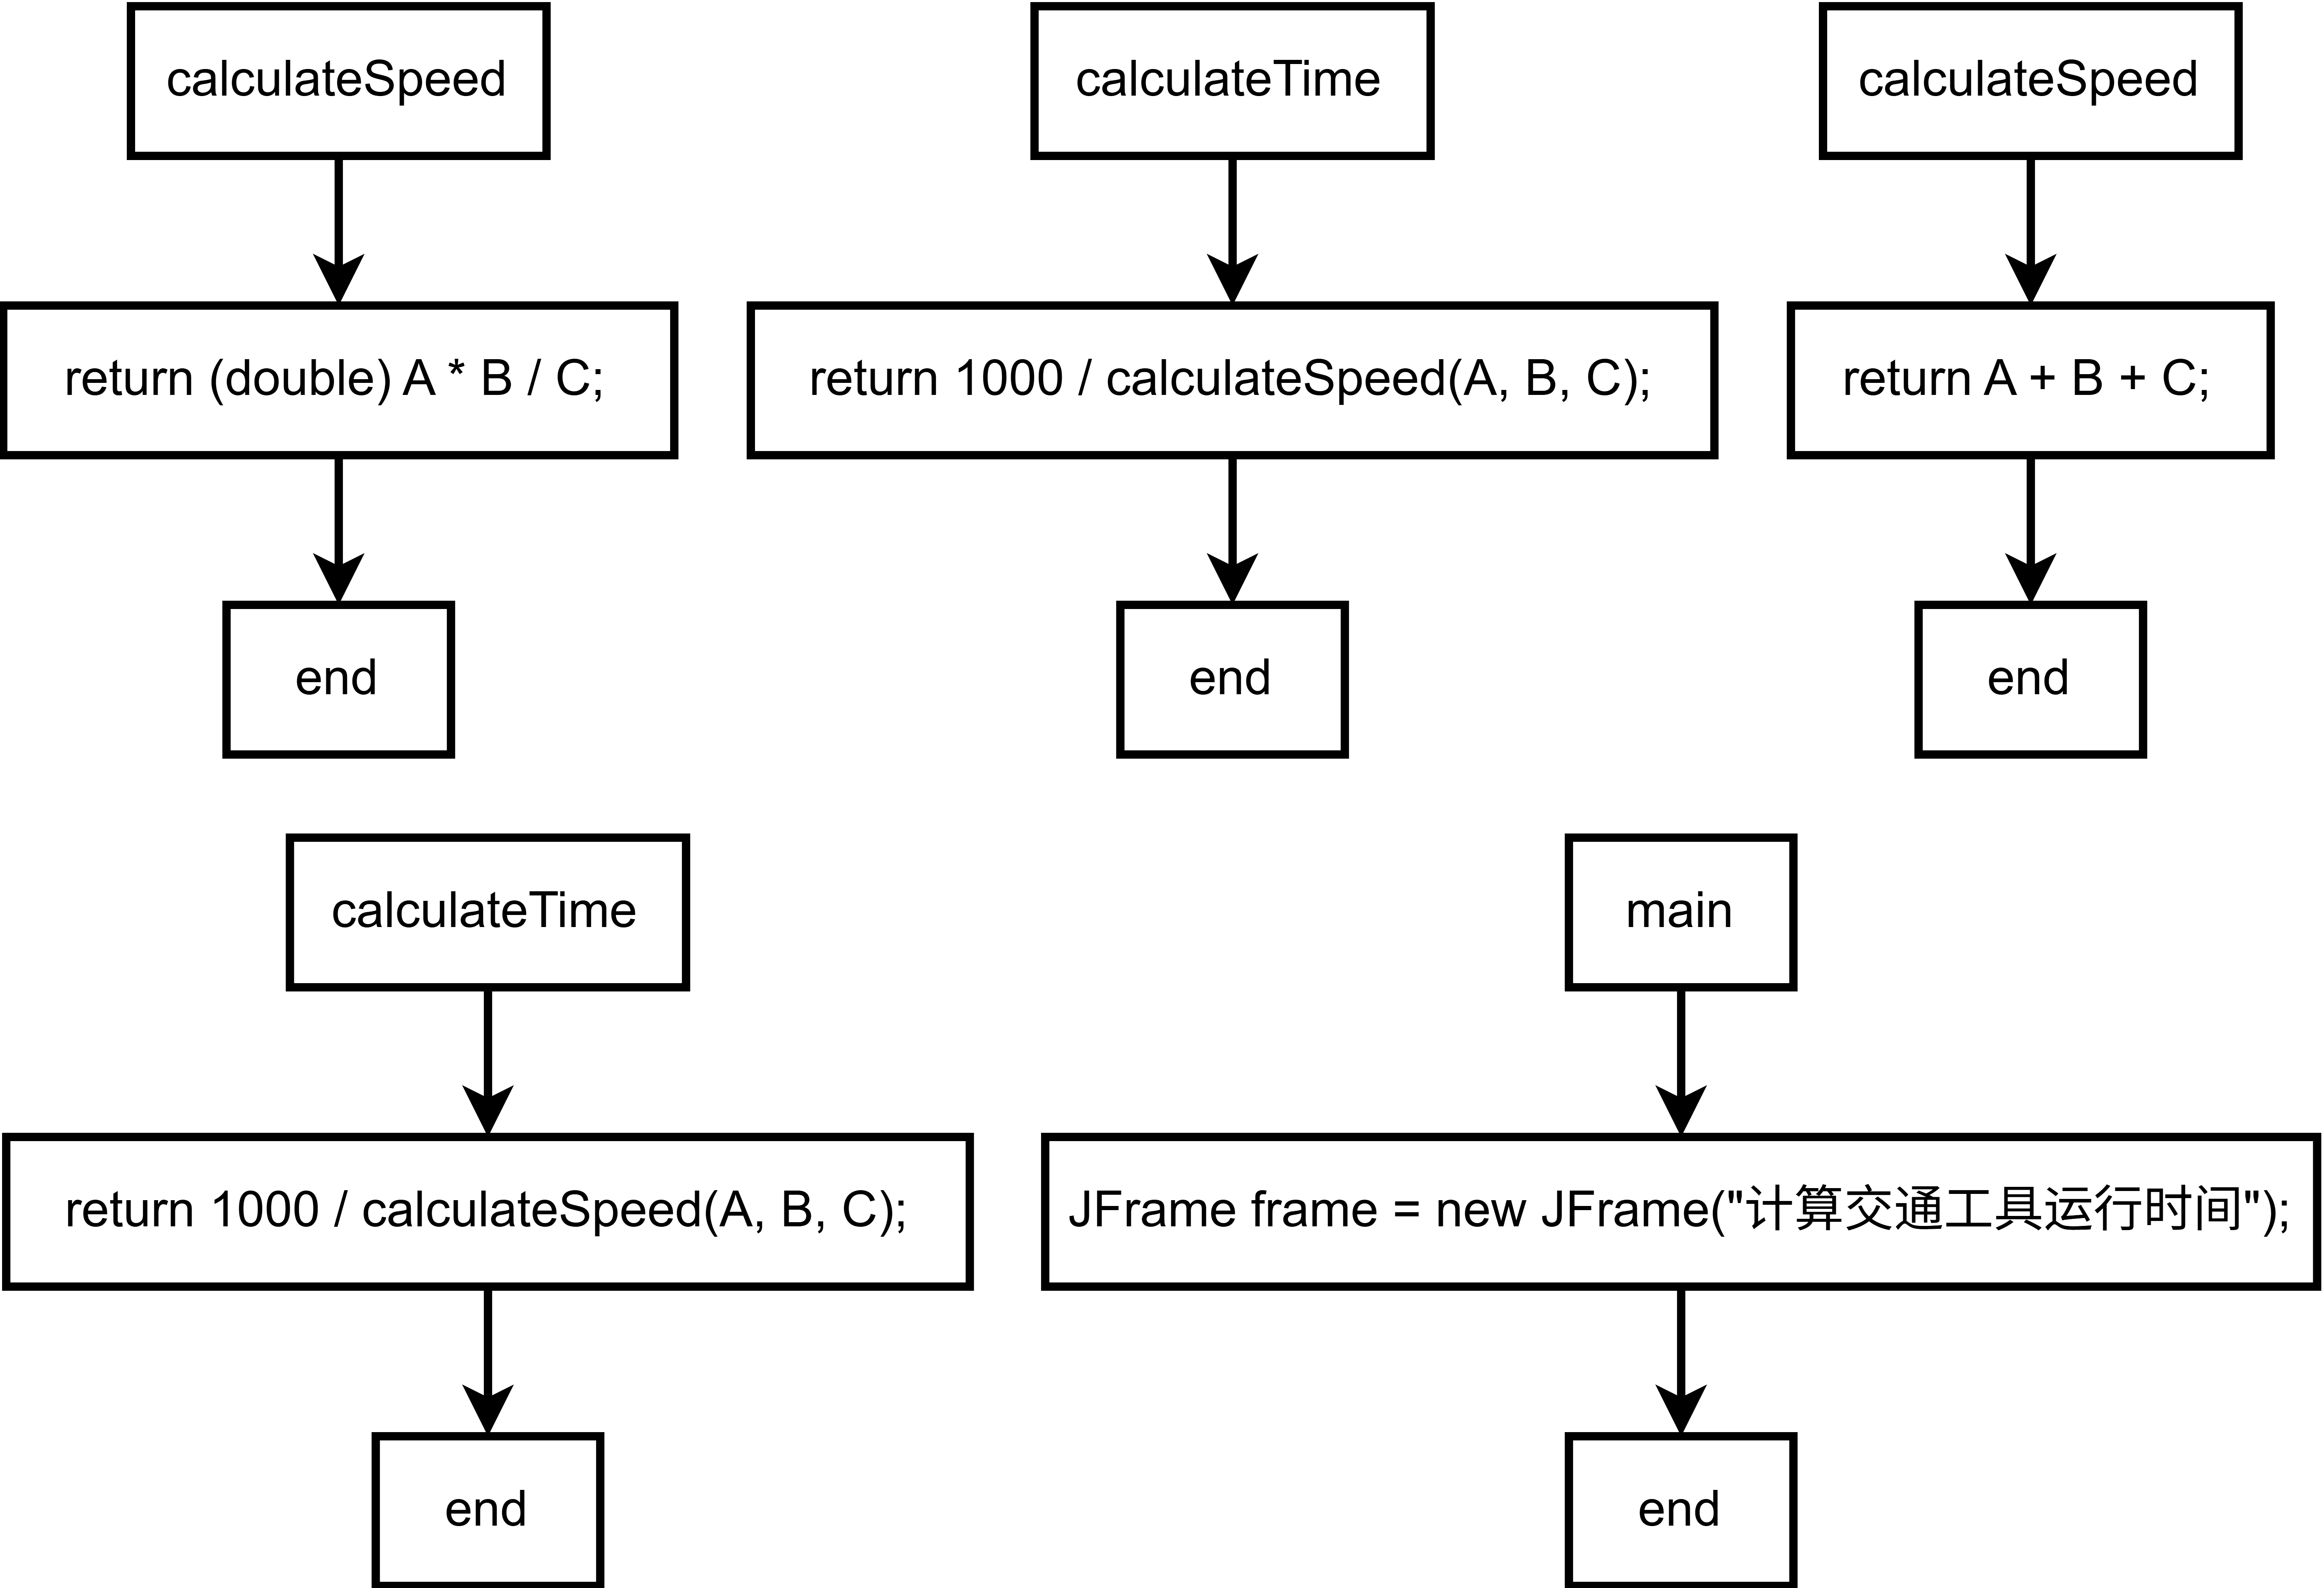 calculateSpeed
return (double) A * B / C;
end
calculateTime
return 1000 / calculateSpeed(A, B, C);
end
calculateSpeed
return A + B + C;
end
calculateTime
return 1000 / calculateSpeed(A, B, C);
end
main
JFrame frame = new JFrame("计算交通工具运行时间");
end